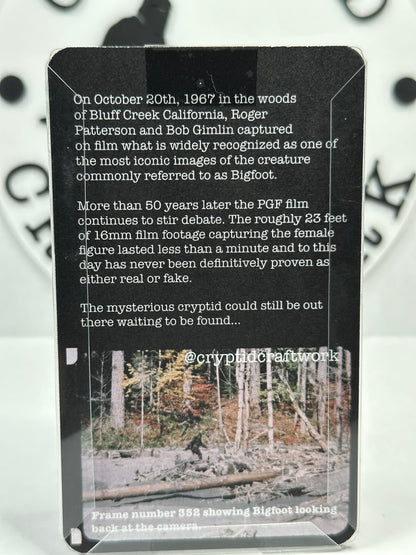 On October 20th, 1967 in the woods
of Bluff Creek California, Roger
Patterson and Bob Gimlin captured
on film what is widely recognized as one of
the most iconic images of the creature
commonly referred to as Bigfoot.
More than 50 years later the PGF film
continues to stir debate. The roughly 23 feet
of 16mm film footage capturing the female
figure lasted less than a minute and to this
day has never been definitively proven as
either real or fake.
The mysterious cryptid could still be out
there waiting to be found...
@cryptidcraftwork
Frame number 352 showing Bigfoot looking
back at the camera.